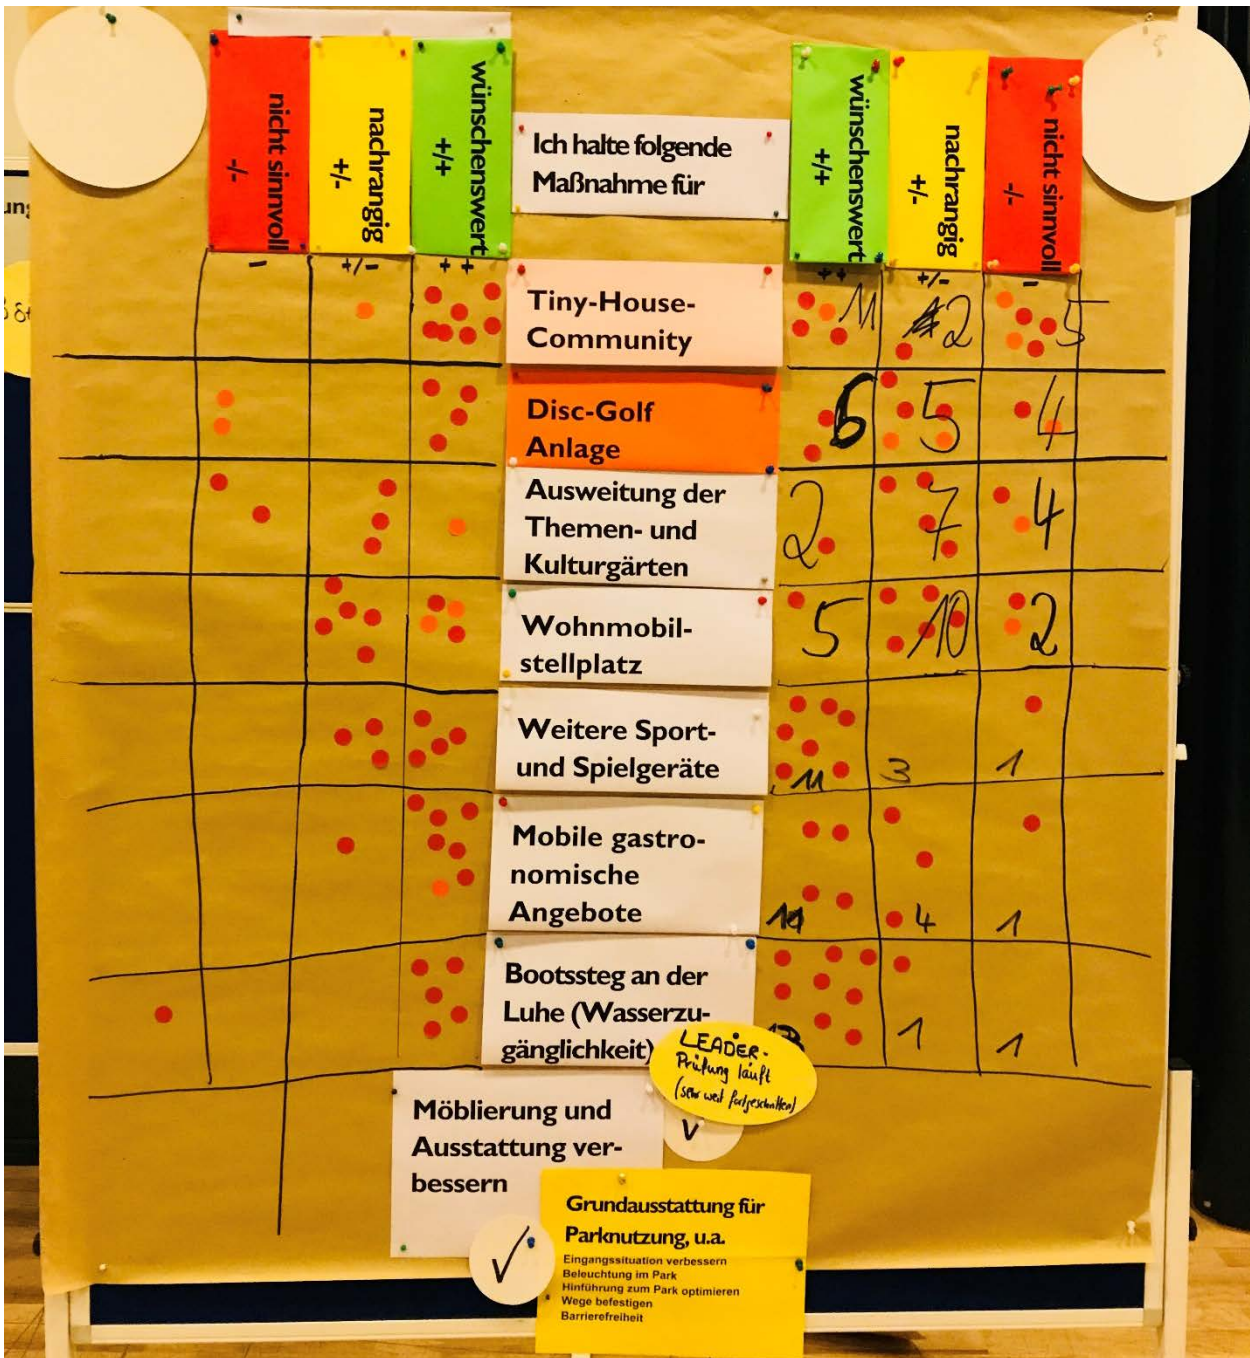 nicht sinnvoll
-/-
nachrangig
+/-
wünschenswert
+/+
Ich halte folgende
Maßnahme für
wünschenswert
+/+
nachrangig
+/-
nicht sinnvoll
-/-
− +/- ++
++ +/- −
Tiny-House-
Community
11 2 5
Disc-Golf
Anlage
6 5 4
Ausweitung der
Themen- und
Kulturgärten
2 7 4
Wohnmobil-
stellplatz
5 10 2
Weitere Sport-
und Spielgeräte
11 3 1
Mobile gastro-
nomische
Angebote
4 1
Bootssteg an der
Luhe (Wasserzu-
gänglichkeit)
1 1
LEADER-
Prüfung läuft
(sehr weit fortgeschritten)
Möblierung und
Ausstattung ver-
bessern
Grundausstattung für
Parknutzung, u.a.
Eingangssituation verbessern
Beleuchtung im Park
Hinführung zum Park optimieren
Wege befestigen
Barrierefreiheit